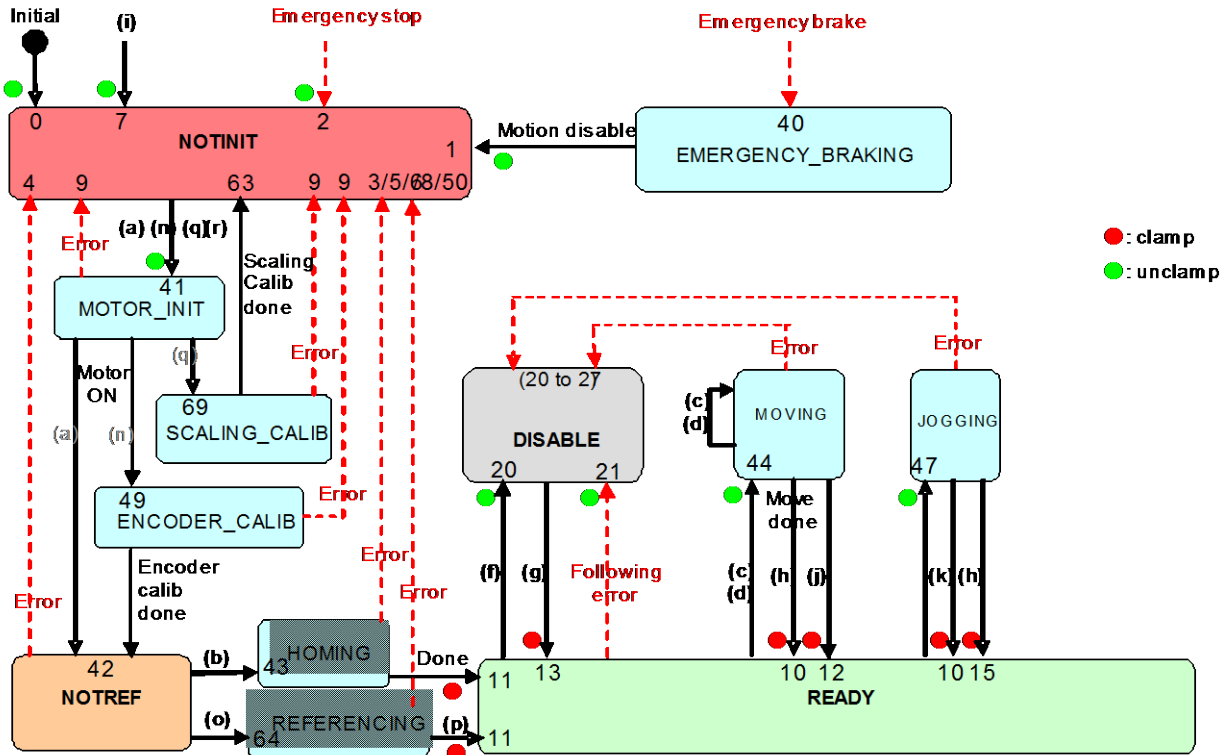 Initial
(i)
Emergency stop
Emergency brake
0
7
2
40
NOTINIT
1
Motion disable
EMERGENCY_BRAKING
4
9
63
9
9
3/5/6
8/50
: clamp
: unclamp
(a)
(n)
(q)
(r)
Error
Scaling
Calib
done
41
MOTOR_INIT
(q)
Error
Error
Error
Motor
ON
(20 to 27)
69
SCALING_CALIB
(c)
(d)
MOVING
JOGGING
(a)
(n)
DISABLE
20
21
44
47
49
ENCODER_CALIB
Error
Move
done
Encoder
calib
done
Error
Error
Error
(f)
(g)
Following
error
(c)
(d)
(h)
(j)
(k)
(h)
42
NOTREF
(b)
43
HOMING
Done
11
13
10
12
10
15
READY
(o)
64
REFERENCING
(p)
11